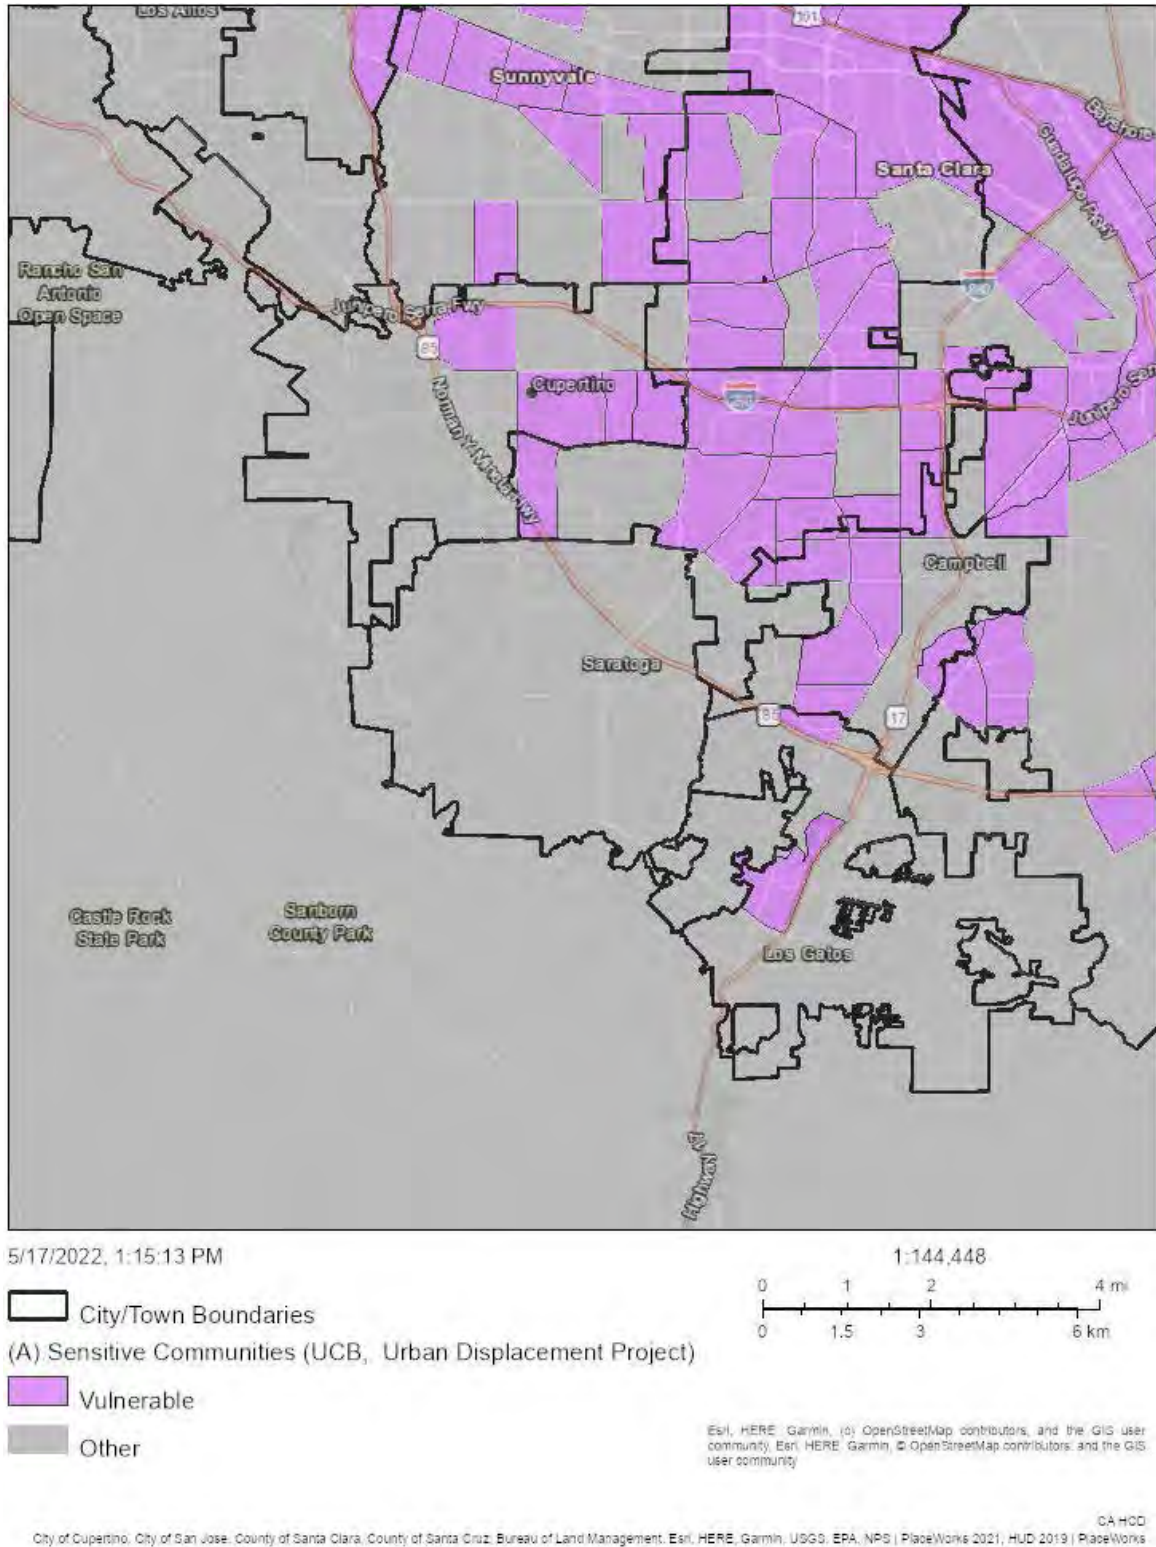 Los Altos
101
Sunnyvale
Bayshore
Guadalupe Fwy
Santa Clara
Rancho San
Antonio
Open Space
880
Junipero Serra Fwy
85
Cupertino
280
Junipero Ser
Norman Y Mineta Fwy
Campbell
Saratoga
85
17
Castle Rock
State Park
Sanborn
County Park
Los Gatos
Highway
5/17/2022, 1:15:13 PM
1:144,448
0 1 2 4 mi
0 1.5 3 6 km
City/Town Boundaries
(A) Sensitive Communities (UCB, Urban Displacement Project)
Vulnerable
Other
Esri, HERE, Garmin, (c) OpenStreetMap contributors, and the GIS user
community, Esri, HERE, Garmin, © OpenStreetMap contributors, and the GIS
user community
CA HCD
City of Cupertino, City of San Jose, County of Santa Clara, County of Santa Cruz, Bureau of Land Management, Esri, HERE, Garmin, USGS, EPA, NPS | PlaceWorks 2021, HUD 2019 | PlaceWorks